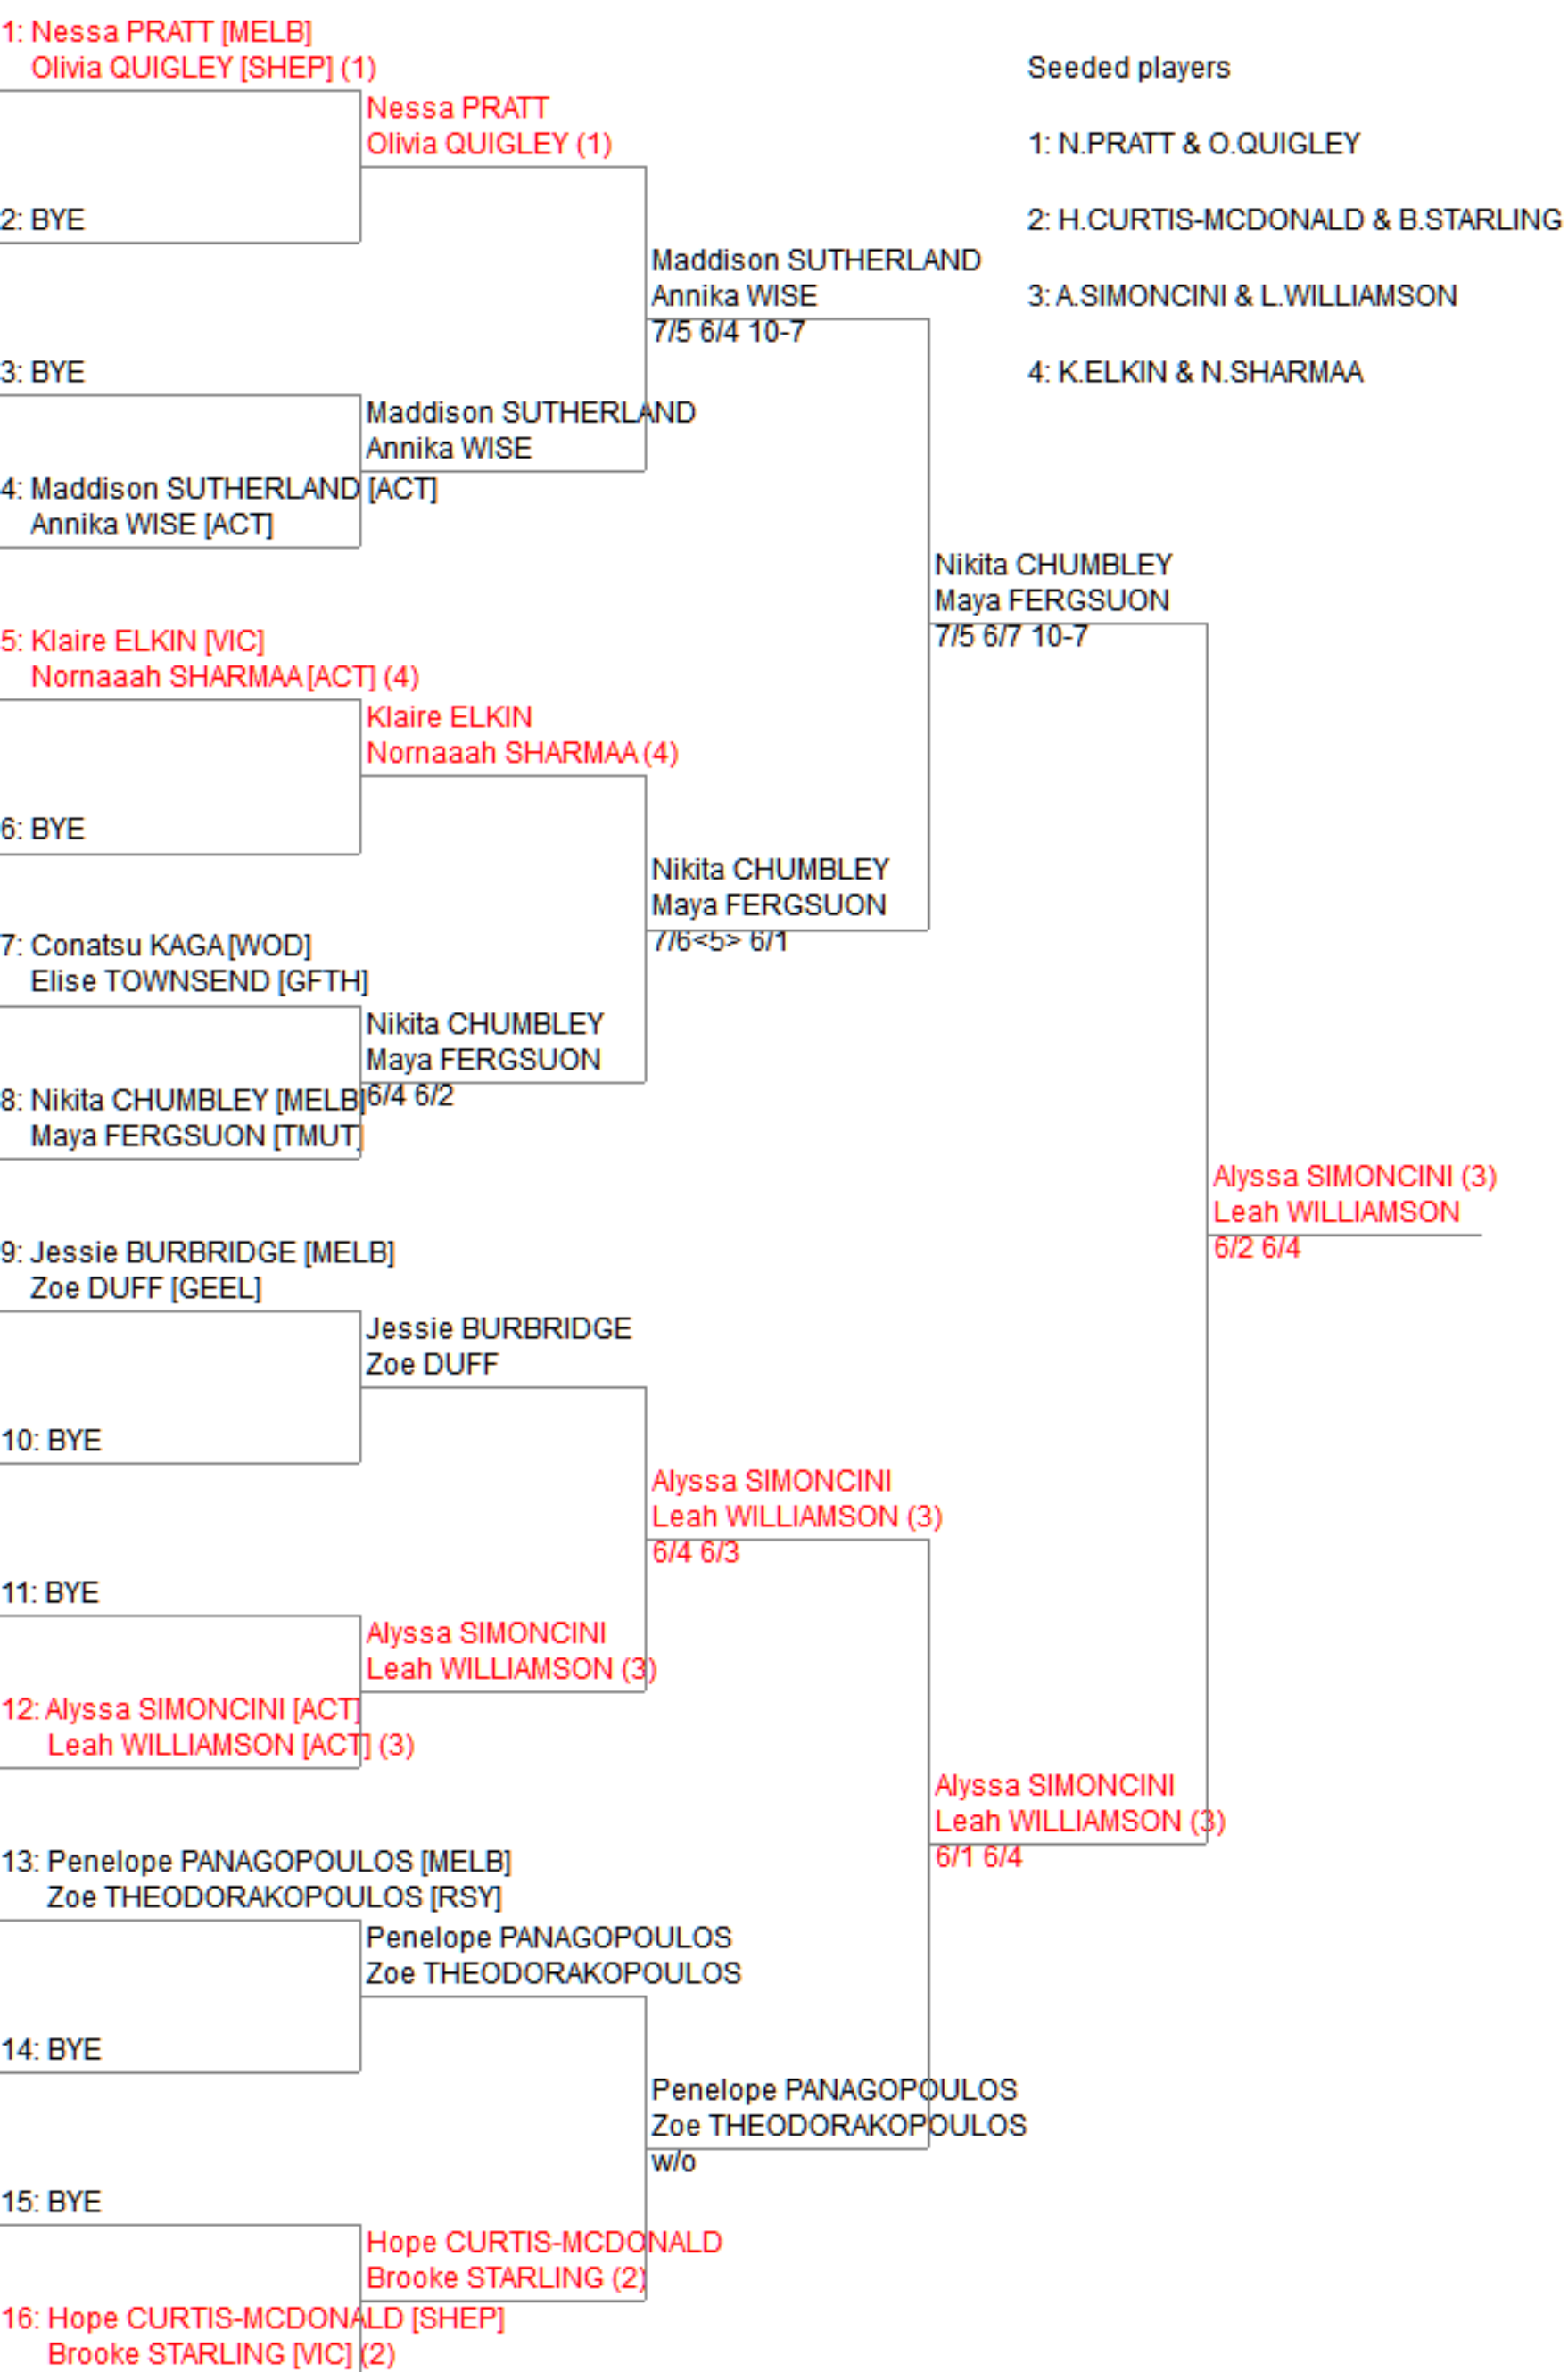 1: Nessa PRATT [MELB]
Olivia QUIGLEY [SHEP] (1)
Nessa PRATT
Olivia QUIGLEY (1)
2: BYE
Maddison SUTHERLAND
Annika WISE
7/5 6/4 10-7
3: BYE
Maddison SUTHERLAND
Annika WISE
4: Maddison SUTHERLAND [ACT]
Annika WISE [ACT]
Nikita CHUMBLEY
Maya FERGSUON
7/5 6/7 10-7
5: Klaire ELKIN [VIC]
Nornaaah SHARMAA [ACT] (4)
Klaire ELKIN
Nornaaah SHARMAA (4)
6: BYE
Nikita CHUMBLEY
Maya FERGSUON
7/6<5> 6/1
7: Conatsu KAGA [WOD]
Elise TOWNSEND [GFTH]
Nikita CHUMBLEY
Maya FERGSUON
6/4 6/2
8: Nikita CHUMBLEY [MELB]
Maya FERGSUON [TMUT]
Alyssa SIMONCINI (3)
Leah WILLIAMSON
6/2 6/4
9: Jessie BURBRIDGE [MELB]
Zoe DUFF [GEEL]
Jessie BURBRIDGE
Zoe DUFF
10: BYE
Alyssa SIMONCINI
Leah WILLIAMSON (3)
6/4 6/3
11: BYE
Alyssa SIMONCINI
Leah WILLIAMSON (3)
12: Alyssa SIMONCINI [ACT]
Leah WILLIAMSON [ACT] (3)
Alyssa SIMONCINI
Leah WILLIAMSON (3)
6/1 6/4
13: Penelope PANAGOPOULOS [MELB]
Zoe THEODORAKOPOULOS [RSY]
Penelope PANAGOPOULOS
Zoe THEODORAKOPOULOS
14: BYE
Penelope PANAGOPOULOS
Zoe THEODORAKOPOULOS
w/o
15: BYE
Hope CURTIS-MCDONALD
Brooke STARLING (2)
16: Hope CURTIS-MCDONALD [SHEP]
Brooke STARLING [VIC] (2)
Seeded players
1: N.PRATT & O.QUIGLEY
2: H.CURTIS-MCDONALD & B.STARLING
3: A.SIMONCINI & L.WILLIAMSON
4: K.ELKIN & N.SHARMAA